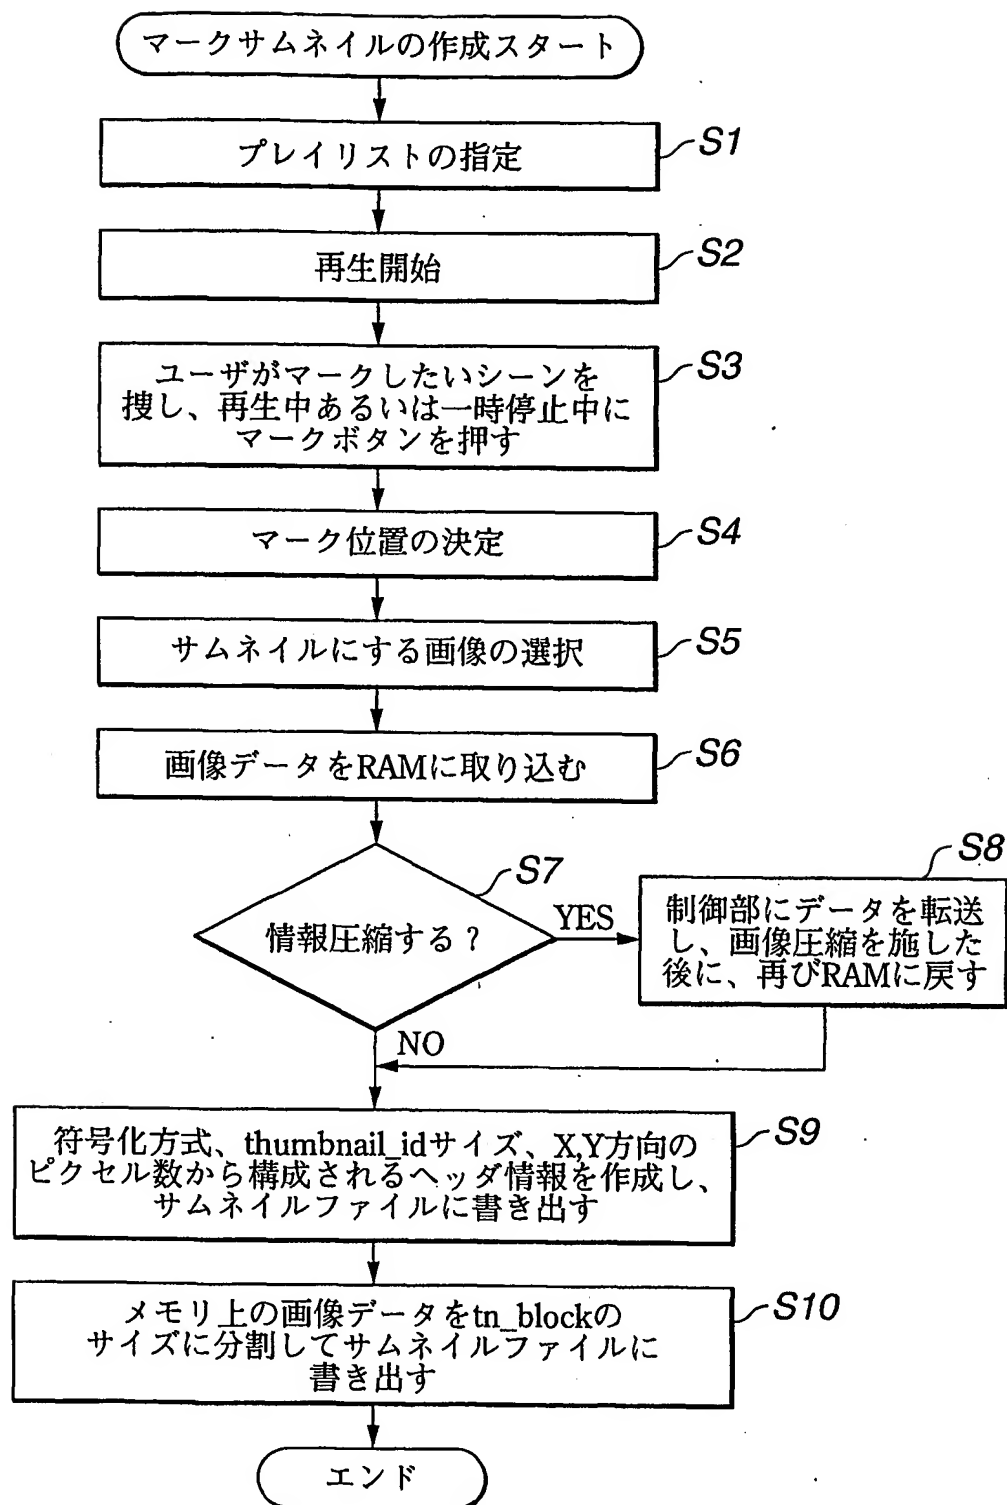 マークサムネイルの作成スタート
プレイリストの指定
S1
再生開始
S2
ユーザがマークしたいシーンを
捜し、再生中あるいは一時停止中に
マークボタンを押す
S3
マーク位置の決定
S4
サムネイルにする画像の選択
S5
画像データをRAMに取り込む
S6
情報圧縮する?
S7
YES
制御部にデータを転送
し、画像圧縮を施した
後に、再びRAMに戻す
S8
NO
符号化方式、thumbnail_idサイズ、X,Y方向の
ピクセル数から構成されるヘッダ情報を作成し、
サムネイルファイルに書き出す
S9
メモリ上の画像データをtn_blockの
サイズに分割してサムネイルファイルに
書き出す
S10
エンド